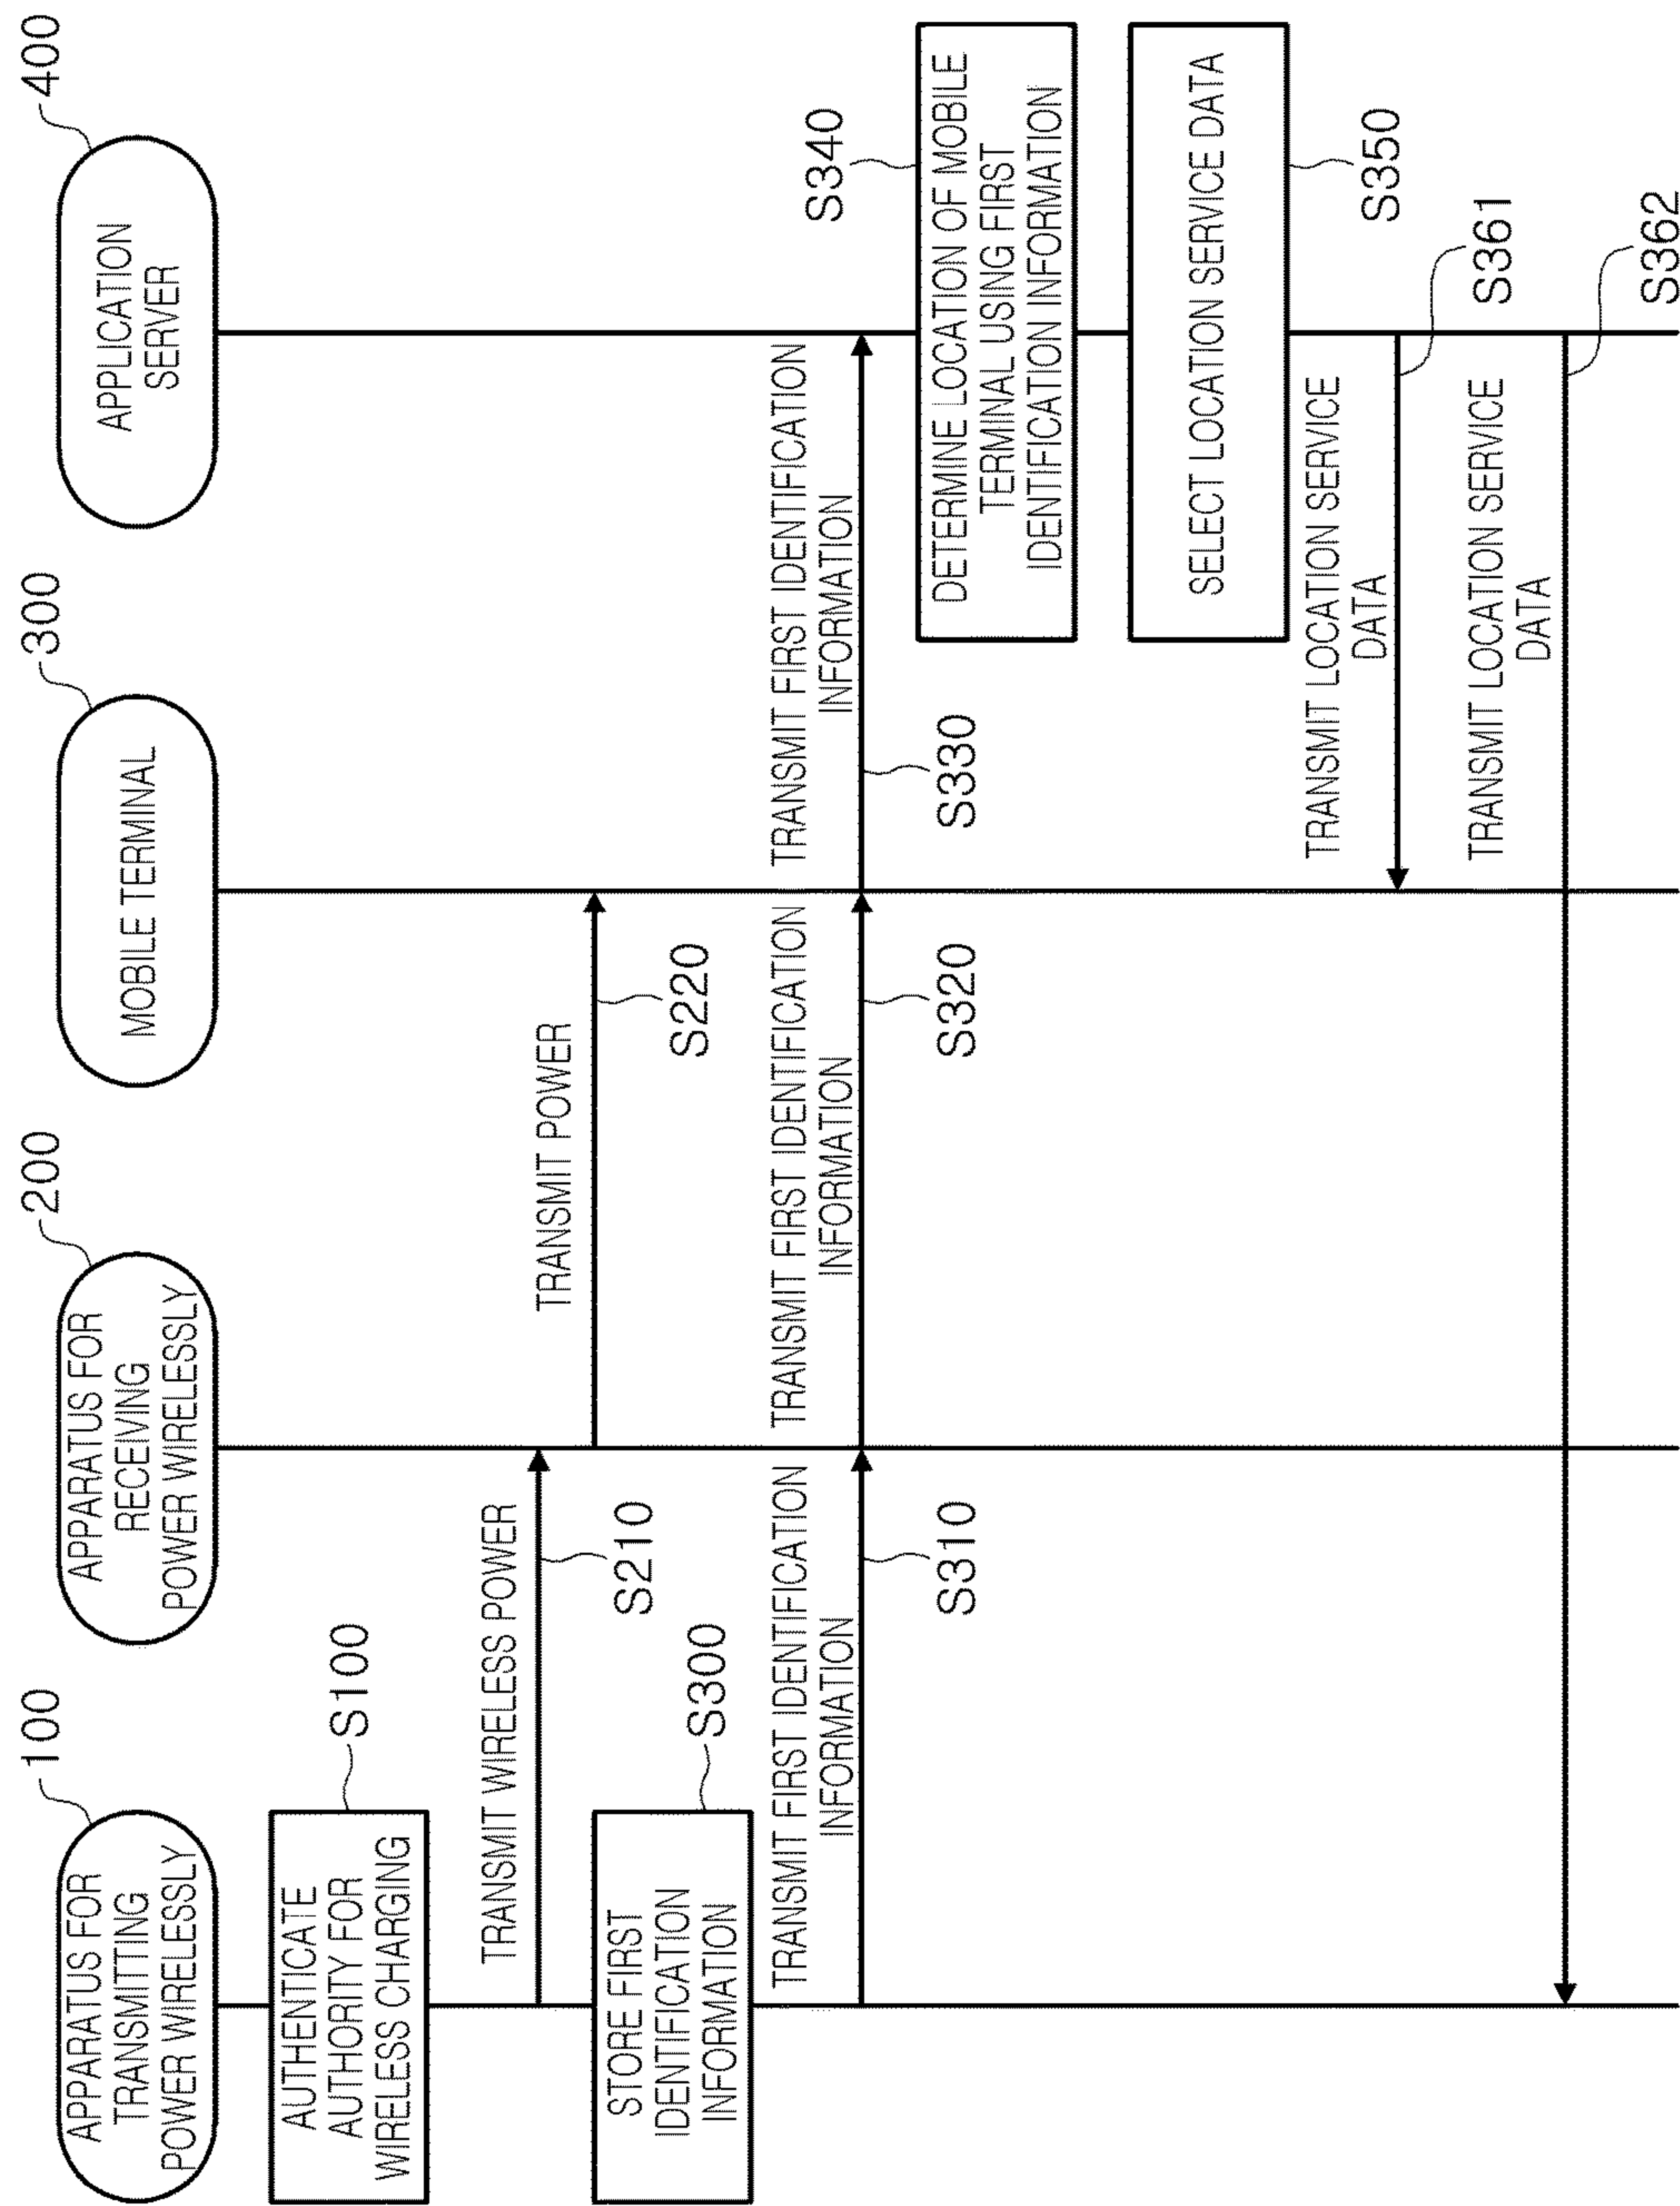 100
APPARATUS FOR
TRANSMITTING
POWER WIRELESSLY
200
APPARATUS FOR
RECEIVING
POWER WIRELESSLY
300
MOBILE TERMINAL
400
APPLICATION
SERVER
AUTHENTICATE
AUTHORITY FOR
WIRELESS CHARGING
S100
TRANSMIT WIRELESS POWER
S210
TRANSMIT POWER
S220
STORE FIRST
IDENTIFICATION
INFORMATION
S300
TRANSMIT FIRST IDENTIFICATION
INFORMATION
S310
TRANSMIT FIRST IDENTIFICATION
INFORMATION
S320
TRANSMIT FIRST IDENTIFICATION
INFORMATION
S330
S340
DETERMINE LOCATION OF MOBILE
TERMINAL USING FIRST
IDENTIFICATION INFORMATION
SELECT LOCATION SERVICE DATA
S350
TRANSMIT LOCATION SERVICE
DATA
S361
TRANSMIT LOCATION SERVICE
DATA
S362